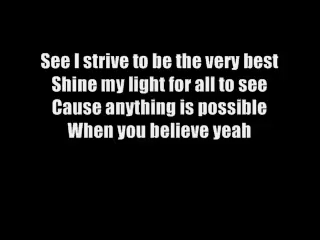 See I strive to be the very best
Shine my light for all to see
Cause anything is possible
When you believe yeah